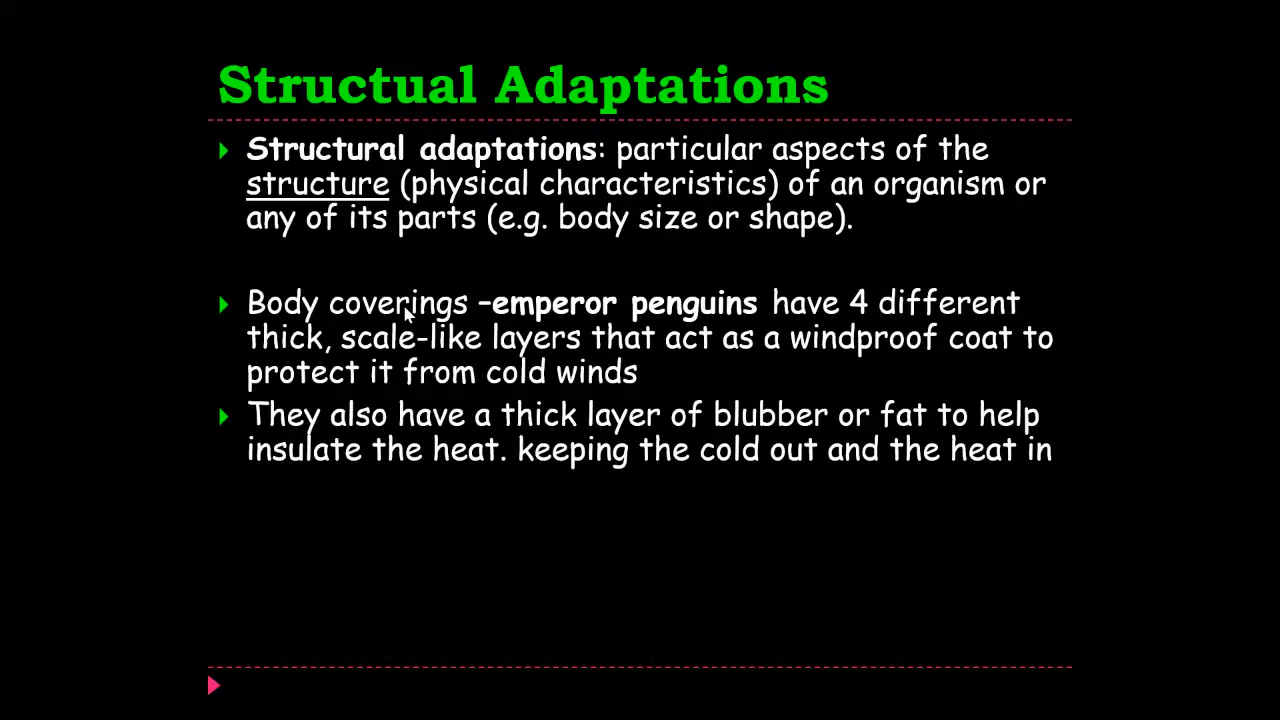 Structual Adaptations
Structural adaptations: particular aspects of the
structure (physical characteristics) of an organism or
any of its parts (e.g. body size or shape).
Body coverings –emperor penguins have 4 different
thick, scale-like layers that act as a windproof coat to
protect it from cold winds
They also have a thick layer of blubber or fat to help
insulate the heat. keeping the cold out and the heat in